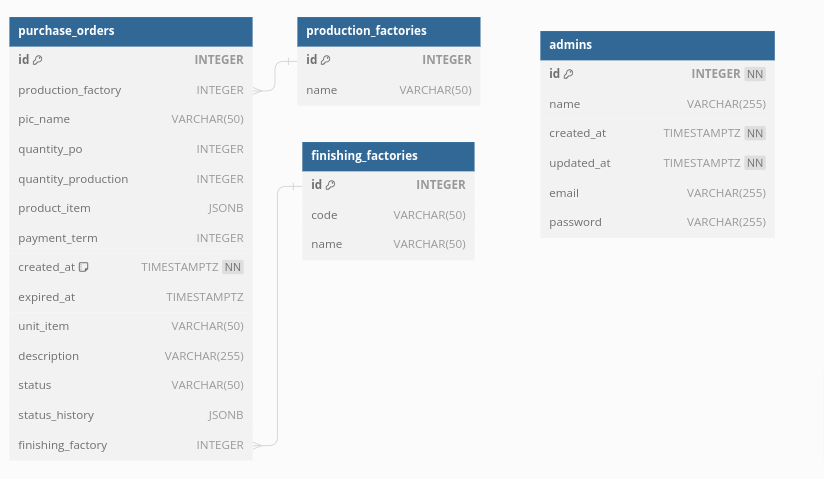 purchase_orders
id INTEGER
production_factory INTEGER
pic_name VARCHAR(50)
quantity_po INTEGER
quantity_production INTEGER
product_item JSONB
payment_term INTEGER
created_at TIMESTAMPTZ NN
expired_at TIMESTAMPTZ
unit_item VARCHAR(50)
description VARCHAR(255)
status VARCHAR(50)
status_history JSONB
finishing_factory INTEGER
production_factories
id INTEGER
name VARCHAR(50)
finishing_factories
id INTEGER
code VARCHAR(50)
name VARCHAR(50)
admins
id INTEGER NN
name VARCHAR(255)
created_at TIMESTAMPTZ NN
updated_at TIMESTAMPTZ NN
email VARCHAR(255)
password VARCHAR(255)